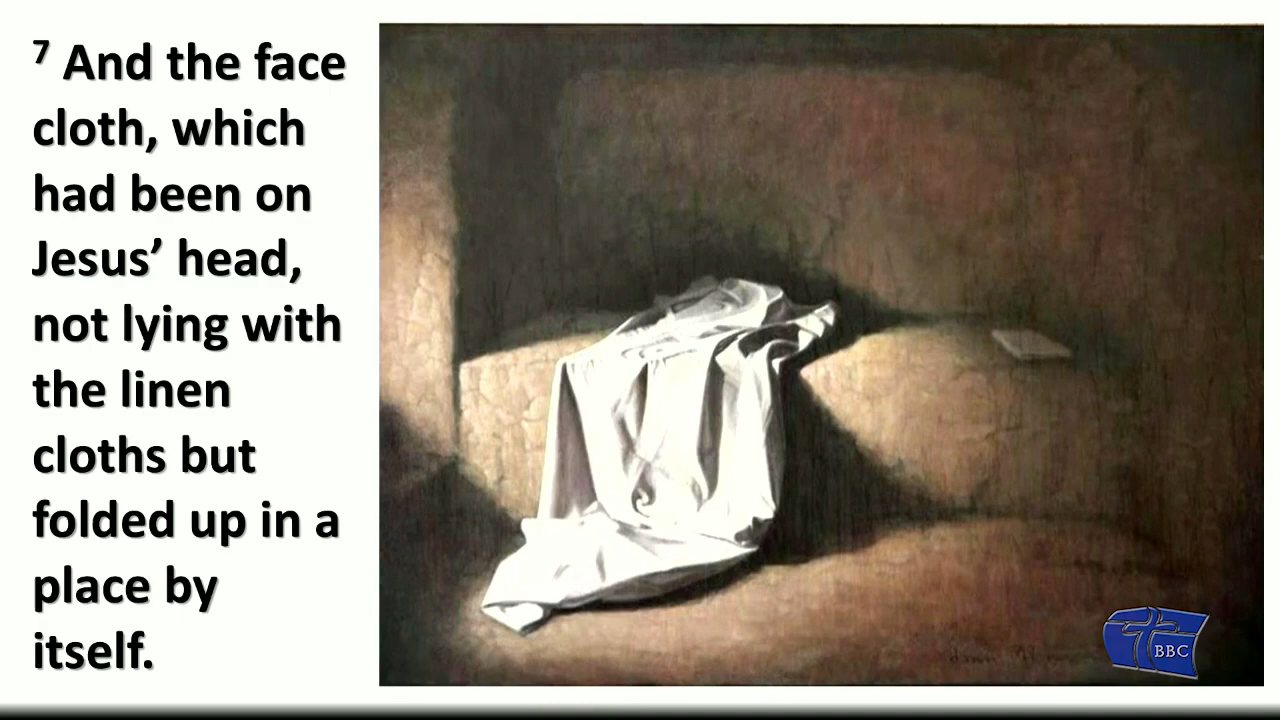 7 And the face
cloth, which
had been on
Jesus’ head,
not lying with
the linen
cloths but
folded up in a
place by
itself.
BBC